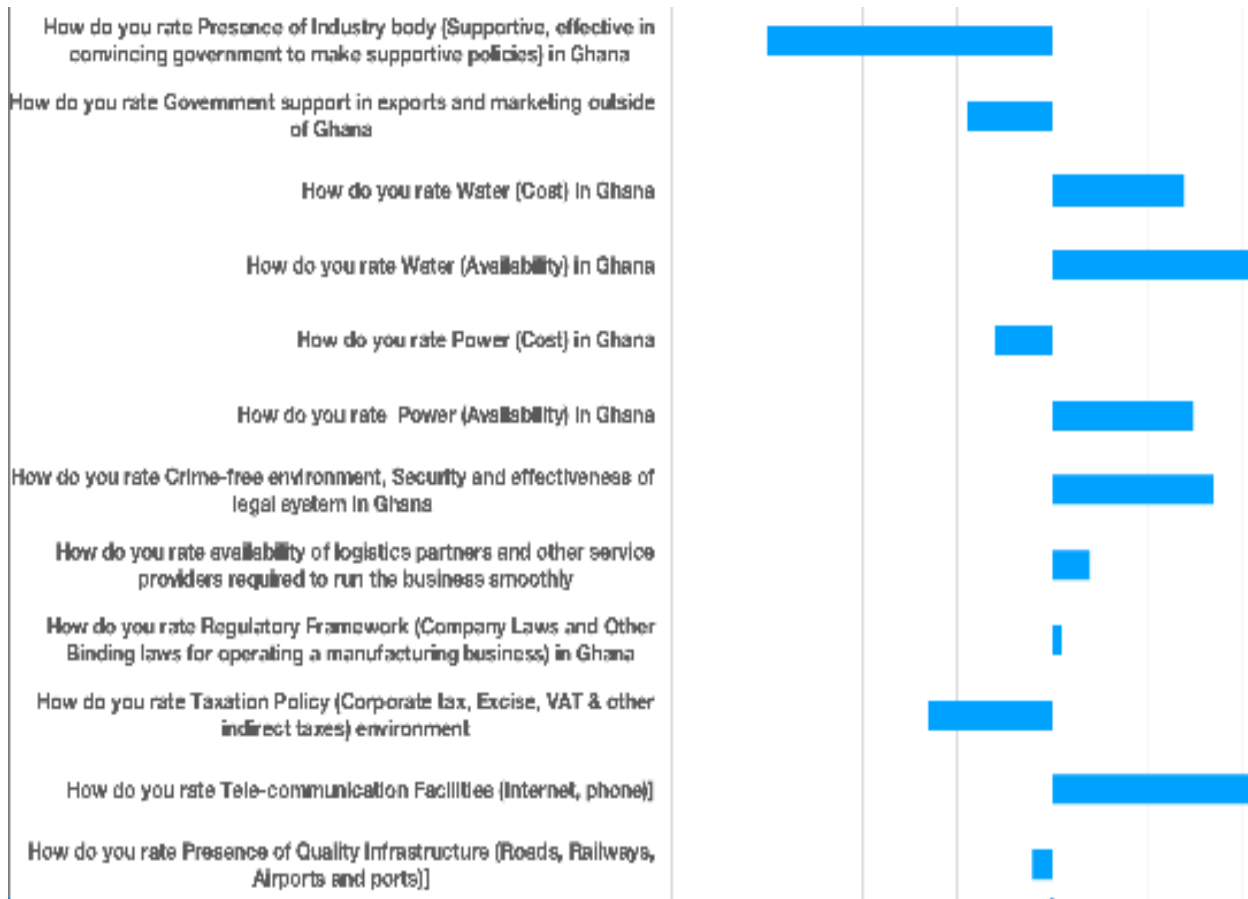 How do you rate Presence of Industry body (Supportive, effective in
convincing government to make supportive policies) in Ghana
How do you rate Government support in exports and marketing outside
of Ghana
How do you rate Water (Cost) in Ghana
How do you rate Water (Availability) in Ghana
How do you rate Power (Cost) in Ghana
How do you rate  Power (Availability) in Ghana
How do you rate Crime-free environment, Security and effectiveness of
legal system in Ghana
How do you rate availability of logistics partners and other service
providers required to run the business smoothly
How do you rate Regulatory Framework (Company Laws and Other
Binding laws for operating a manufacturing business) in Ghana
How do you rate Taxation Policy (Corporate tax, Excise, VAT & other
indirect taxes) environment
How do you rate Tele-communication Facilities (Internet, phone)]
How do you rate Presence of Quality Infrastructure (Roads, Railways,
Airports and ports)]